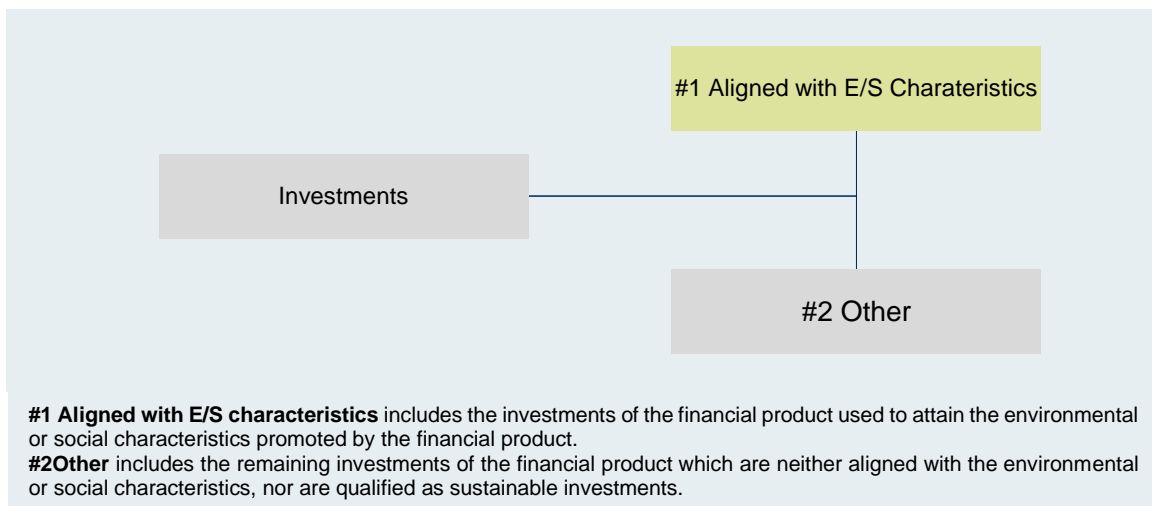 #1 Aligned with E/S Charateristics
Investments
#2 Other
#1 Aligned with E/S characteristics includes the investments of the financial product used to attain the environmental
or social characteristics promoted by the financial product.
#2Other includes the remaining investments of the financial product which are neither aligned with the environmental
or social characteristics, nor are qualified as sustainable investments.